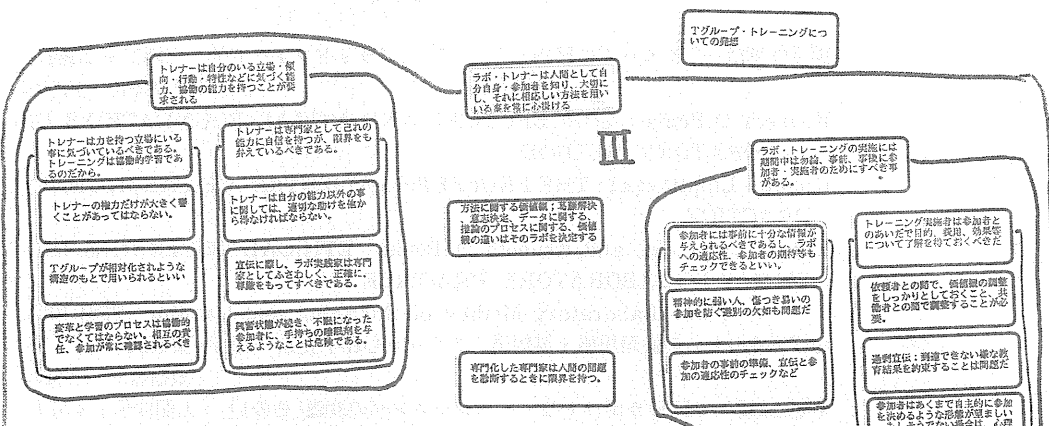 Tグループ・トレーニングにつ
いての発想
トレナーは自分のいる立場・傾
向・行動・特性などに気づく能
力、協働の能力を持つことが要
求される
ラボ・トレナーは人間として自
分自身・参加者を知り、大切に
し、それに相応しい方法を用い
いる案を常に心掛ける
III
トレナーは力を持つ立場にいる
事に気づいているべきである。
トレーニングは協働的学習であ
るのだから。
トレナーの権力だけが大きく響
くことがあってはならない。
Tグループが相対化されような
構造のもとで用いられるといい
変革と学習のプロセスは協働的
でなくてはならない。相互の責
任、参加が常に確認されるべき
トレナーは専門家として己れの
能力に自信を持つが、限界をも
弁えているべきである。
トレナーは自分の能力以外の事
に関しては、適切な助けを他か
ら得なければならない。
宣伝に際し、ラボ実践家は専門
家としてふさわしく、正確に、
尊厳をもってすべきである。
興奮状態が続き、不眠になった
参加者に、手持ちの睡眠剤を与
えるようなことは危険である。
方法に関する価値観;葛藤解決
、意志決定、データに関する、
推論のプロセスに関する、価値
観の違いはそのラボを決定する
専門化した専門家は人間の問題
を診断するときに限界を持つ。
ラボ・トレーニングの実施には
期間中は勿論、事前、事後に参
加者・実施者のためにすべき事
がある。
参加者には事前に十分な情報が
与えられるべきであるし、ラボ
への適応性、参加者の期待等も
チェックできるといい。
精神的に弱い人、傷つき易いの
参加を防ぐ選別の欠如も問題だ
参加者の事前の準備、宣伝と参
加の適応性のチェックなど
トレーニング実施者は参加者と
のあいだで目的、費用、効果等
について了解を得ておくべきだ
依頼者との間で、価値観の調整
をしっかりとしておくこと、共
働者との間で調整することが必
要。
過剰宣伝:到達できない様な教
育結果を約束することは問題だ
参加者はあくまで自主的に参加
を決めるような形態が望ましい